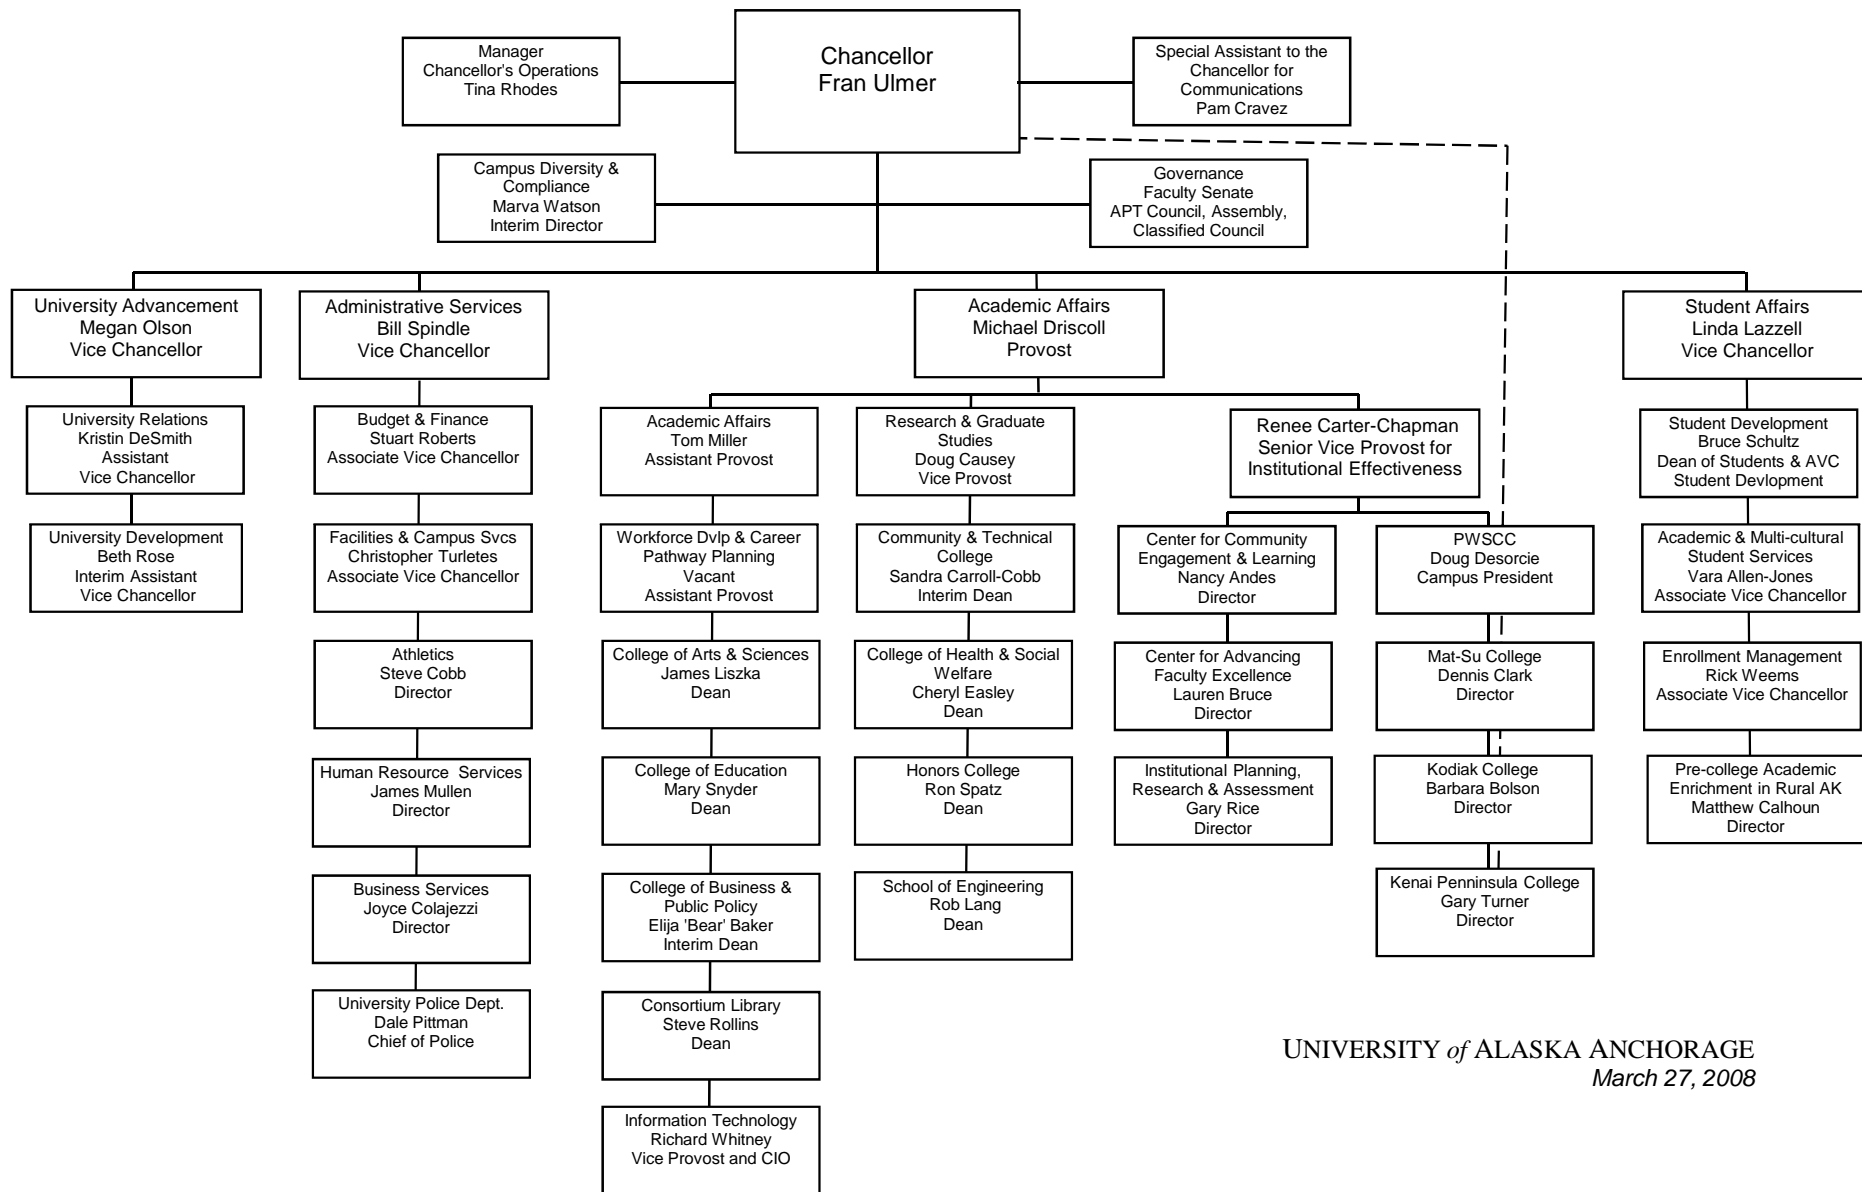 Manager
Chancellor's Operations
Tina Rhodes
Chancellor
Fran Ulmer
Special Assistant to the
Chancellor for
Communications
Pam Cravez
Campus Diversity &
Compliance
Marva Watson
Interim Director
Governance
Faculty Senate
APT Council, Assembly,
Classified Council
University Advancement
Megan Olson
Vice Chancellor
Administrative Services
Bill Spindle
Vice Chancellor
Academic Affairs
Michael Driscoll
Provost
Student Affairs
Linda Lazzell
Vice Chancellor
University Relations
Kristin DeSmith
Assistant
Vice Chancellor
University Development
Beth Rose
Interim Assistant
Vice Chancellor
Budget & Finance
Stuart Roberts
Associate Vice Chancellor
Facilities & Campus Svcs
Christopher Turletes
Associate Vice Chancellor
Athletics
Steve Cobb
Director
Human Resource  Services
James Mullen
Director
Business Services
Joyce Colajezzi
Director
University Police Dept.
Dale Pittman
Chief of Police
Academic Affairs
Tom Miller
Assistant Provost
Workforce Dvlp & Career
Pathway Planning
Vacant
Assistant Provost
College of Arts & Sciences
James Liszka
Dean
College of Education
Mary Snyder
Dean
College of Business &
Public Policy
Elija 'Bear' Baker
Interim Dean
Consortium Library
Steve Rollins
Dean
Information Technology
Richard Whitney
Vice Provost and CIO
Research & Graduate
Studies
Doug Causey
Vice Provost
Community & Technical
College
Sandra Carroll-Cobb
Interim Dean
College of Health & Social
Welfare
Cheryl Easley
Dean
Honors College
Ron Spatz
Dean
School of Engineering
Rob Lang
Dean
Renee Carter-Chapman
Senior Vice Provost for
Institutional Effectiveness
Center for Community
Engagement & Learning
Nancy Andes
Director
Center for Advancing
Faculty Excellence
Lauren Bruce
Director
Institutional Planning,
Research & Assessment
Gary Rice
Director
PWSCC
Doug Desorcie
Campus President
Mat-Su College
Dennis Clark
Director
Kodiak College
Barbara Bolson
Director
Kenai Penninsula College
Gary Turner
Director
Student Development
Bruce Schultz
Dean of Students & AVC
Student Devlopment
Academic & Multi-cultural
Student Services
Vara Allen-Jones
Associate Vice Chancellor
Enrollment Management
Rick Weems
Associate Vice Chancellor
Pre-college Academic
Enrichment in Rural AK
Matthew Calhoun
Director
UNIVERSITY of ALASKA ANCHORAGE
March 27, 2008